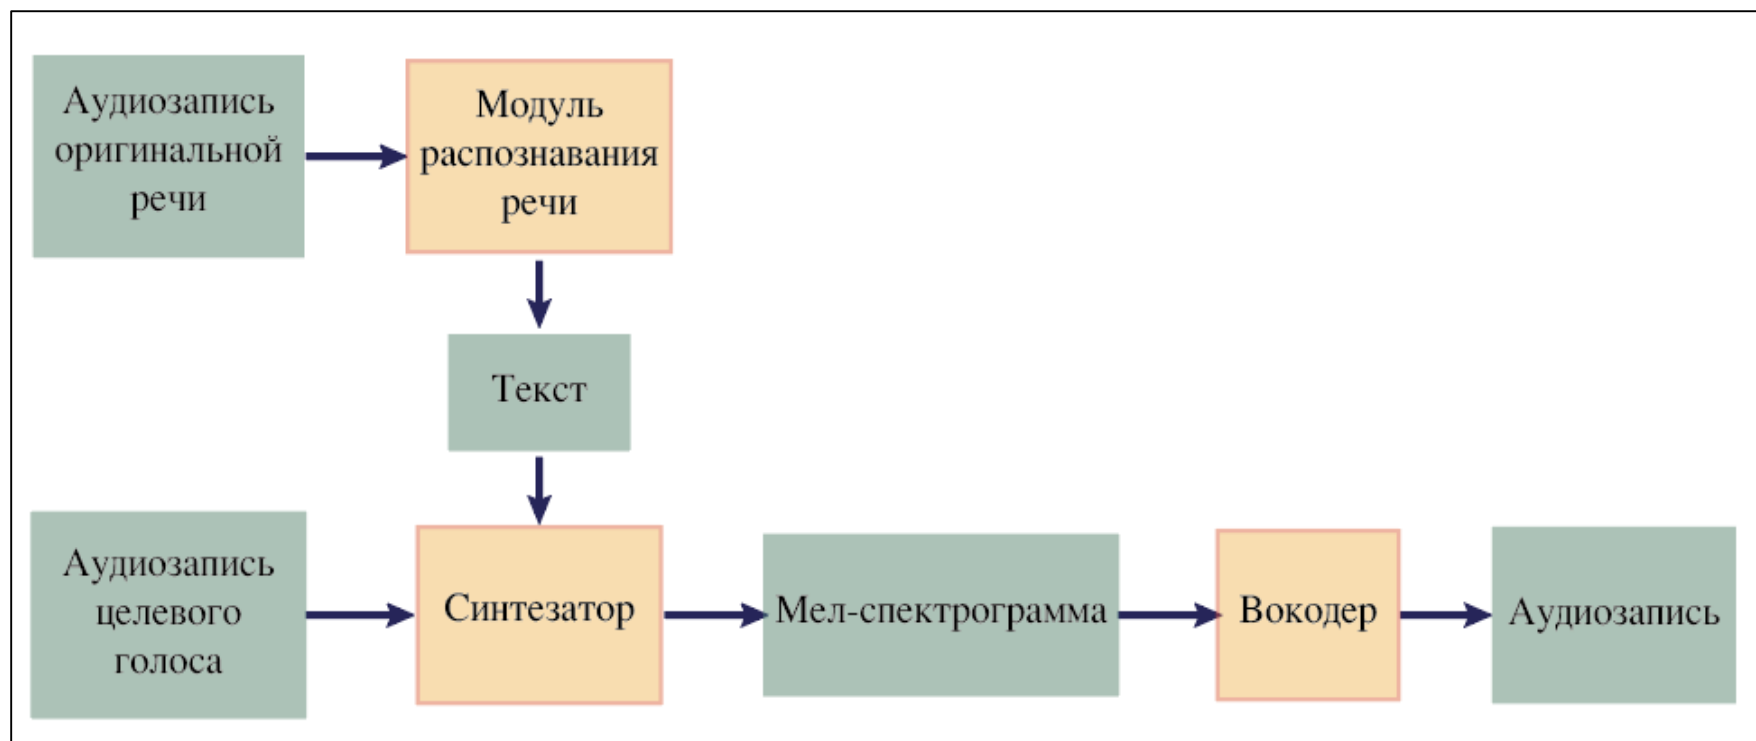 Аудиозапись
оригинальной
речи
Модуль
распознавания
речи
Текст
Аудиозапись
целевого
голоса
Синтезатор
Мел-спектрограмма
Вокодер
Аудиозапись